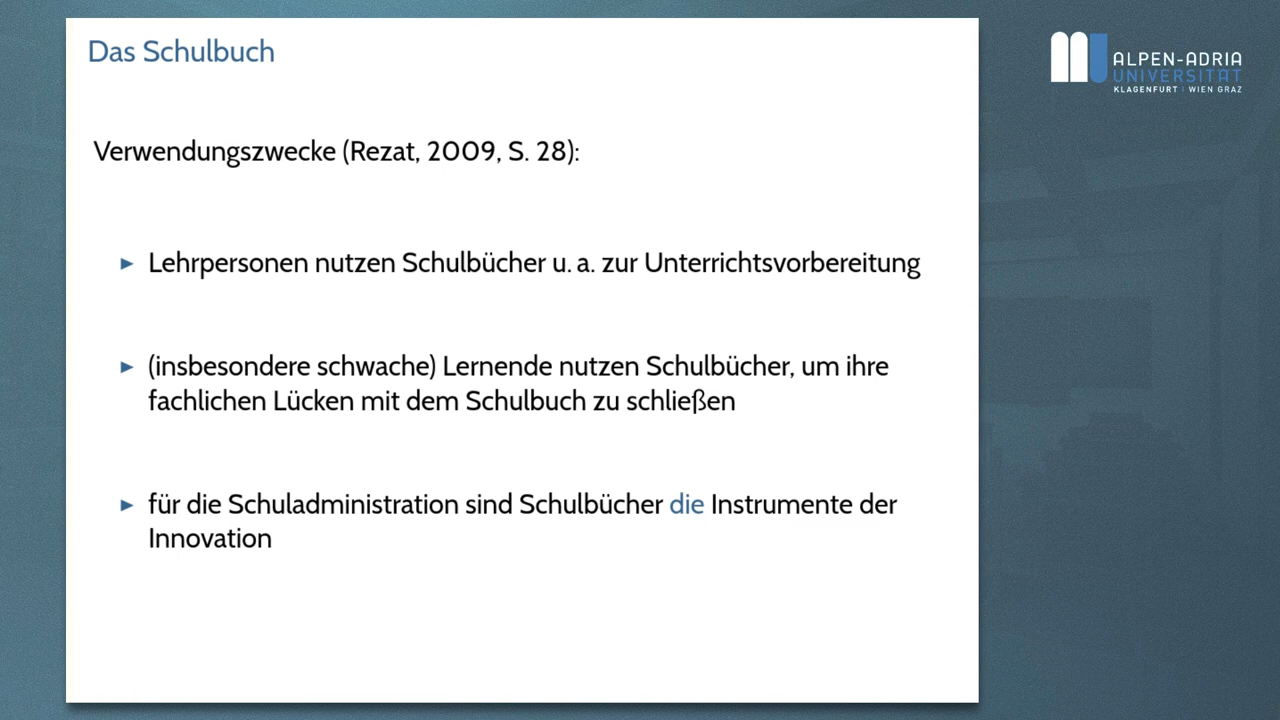 Das Schulbuch
ALPEN-ADRIA
UNIVERSITÄT
KLAGENFURT | WIEN GRAZ
Verwendungszwecke (Rezat, 2009, S. 28):
► Lehrpersonen nutzen Schulbücher u. a. zur Unterrichtsvorbereitung
► (insbesondere schwache) Lernende nutzen Schulbücher, um ihre
fachlichen Lücken mit dem Schulbuch zu schließen
► für die Schuladministration sind Schulbücher die Instrumente der
Innovation